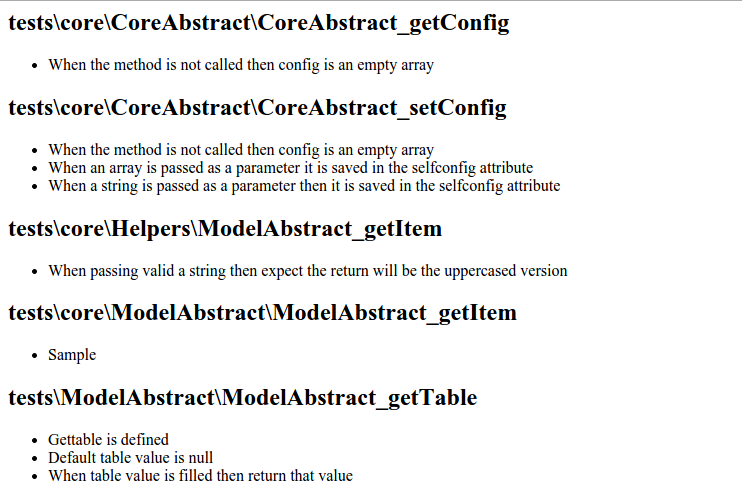 tests\core\CoreAbstract\CoreAbstract_getConfig
• When the method is not called then config is an empty array
tests\core\CoreAbstract\CoreAbstract_setConfig
• When the method is not called then config is an empty array
• When an array is passed as a parameter it is saved in the selfconfig attribute
• When a string is passed as a parameter then it is saved in the selfconfig attribute
tests\core\Helpers\ModelAbstract_getItem
• When passing valid a string then expect the return will be the uppercased version
tests\core\ModelAbstract\ModelAbstract_getItem
• Sample
tests\ModelAbstract\ModelAbstract_getTable
• Gettable is defined
• Default table value is null
• When table value is filled then return that value